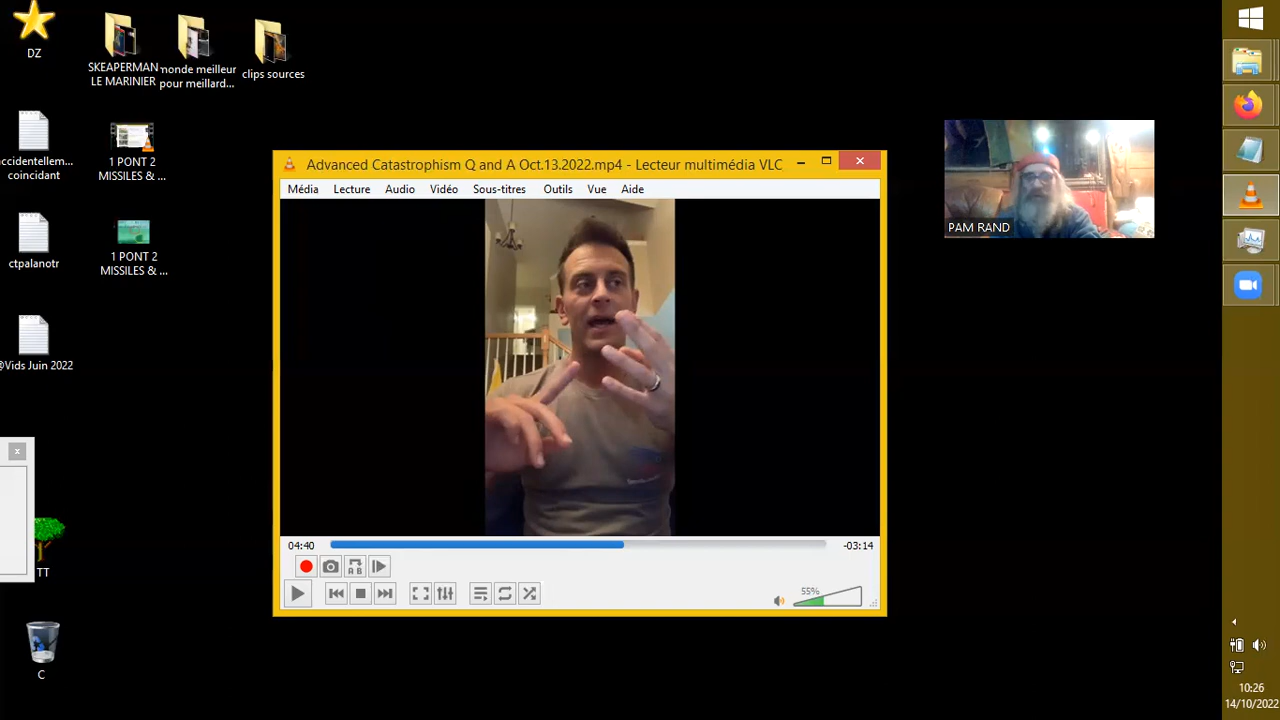 DZ
SKEAPERMAN
LE MARINIER
monde meilleur
pour meillard...
clips sources
ccidentellem...
coincidant
1 PONT 2
MISSILES & ...
ctpalanotr
1 PONT 2
MISSILES & ...
@Vids Juin 2022
TT
C
Advanced Catastrophism Q and A Oct.13.2022.mp4 - Lecteur multimédia VLC
Média Lecture Audio Vidéo Sous-titres Outils Vue Aide
04:40
-03:14
A B
55%
PAM RAND
10:26
14/10/2022